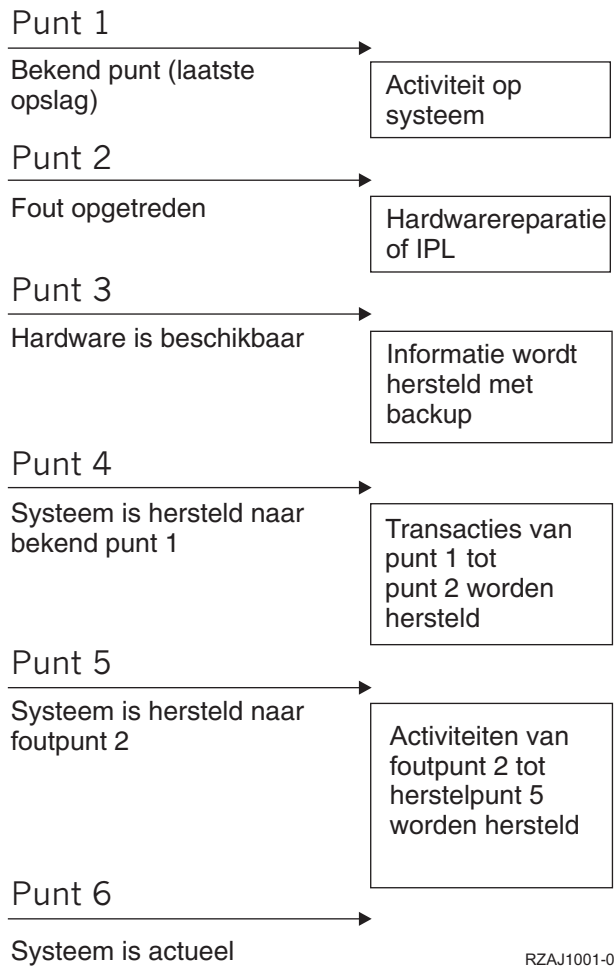 Punt 1
Bekend punt (laatste
opslag)
Activiteit op
systeem
Punt 2
Fout opgetreden
Hardwarereparatie
of IPL
Punt 3
Hardware is beschikbaar
Informatie wordt
hersteld met
backup
Punt 4
Systeem is hersteld naar
bekend punt 1
Transacties van
punt 1 tot
punt 2 worden
hersteld
Punt 5
Systeem is hersteld naar
foutpunt 2
Activiteiten van
foutpunt 2 tot
herstelpunt 5
worden hersteld
Punt 6
Systeem is actueel
RZAJ1001-0